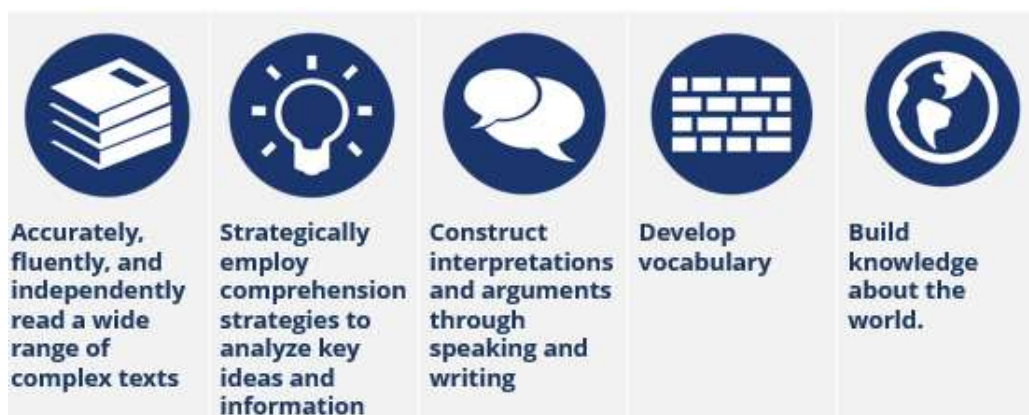 Accurately,
fluently, and
independently
read a wide
range of
complex texts
Strategically
employ
comprehension
strategies to
analyze key
ideas and
information
Construct
interpretations
and arguments
through
speaking and
writing
Develop
vocabulary
Build
knowledge
about the
world.